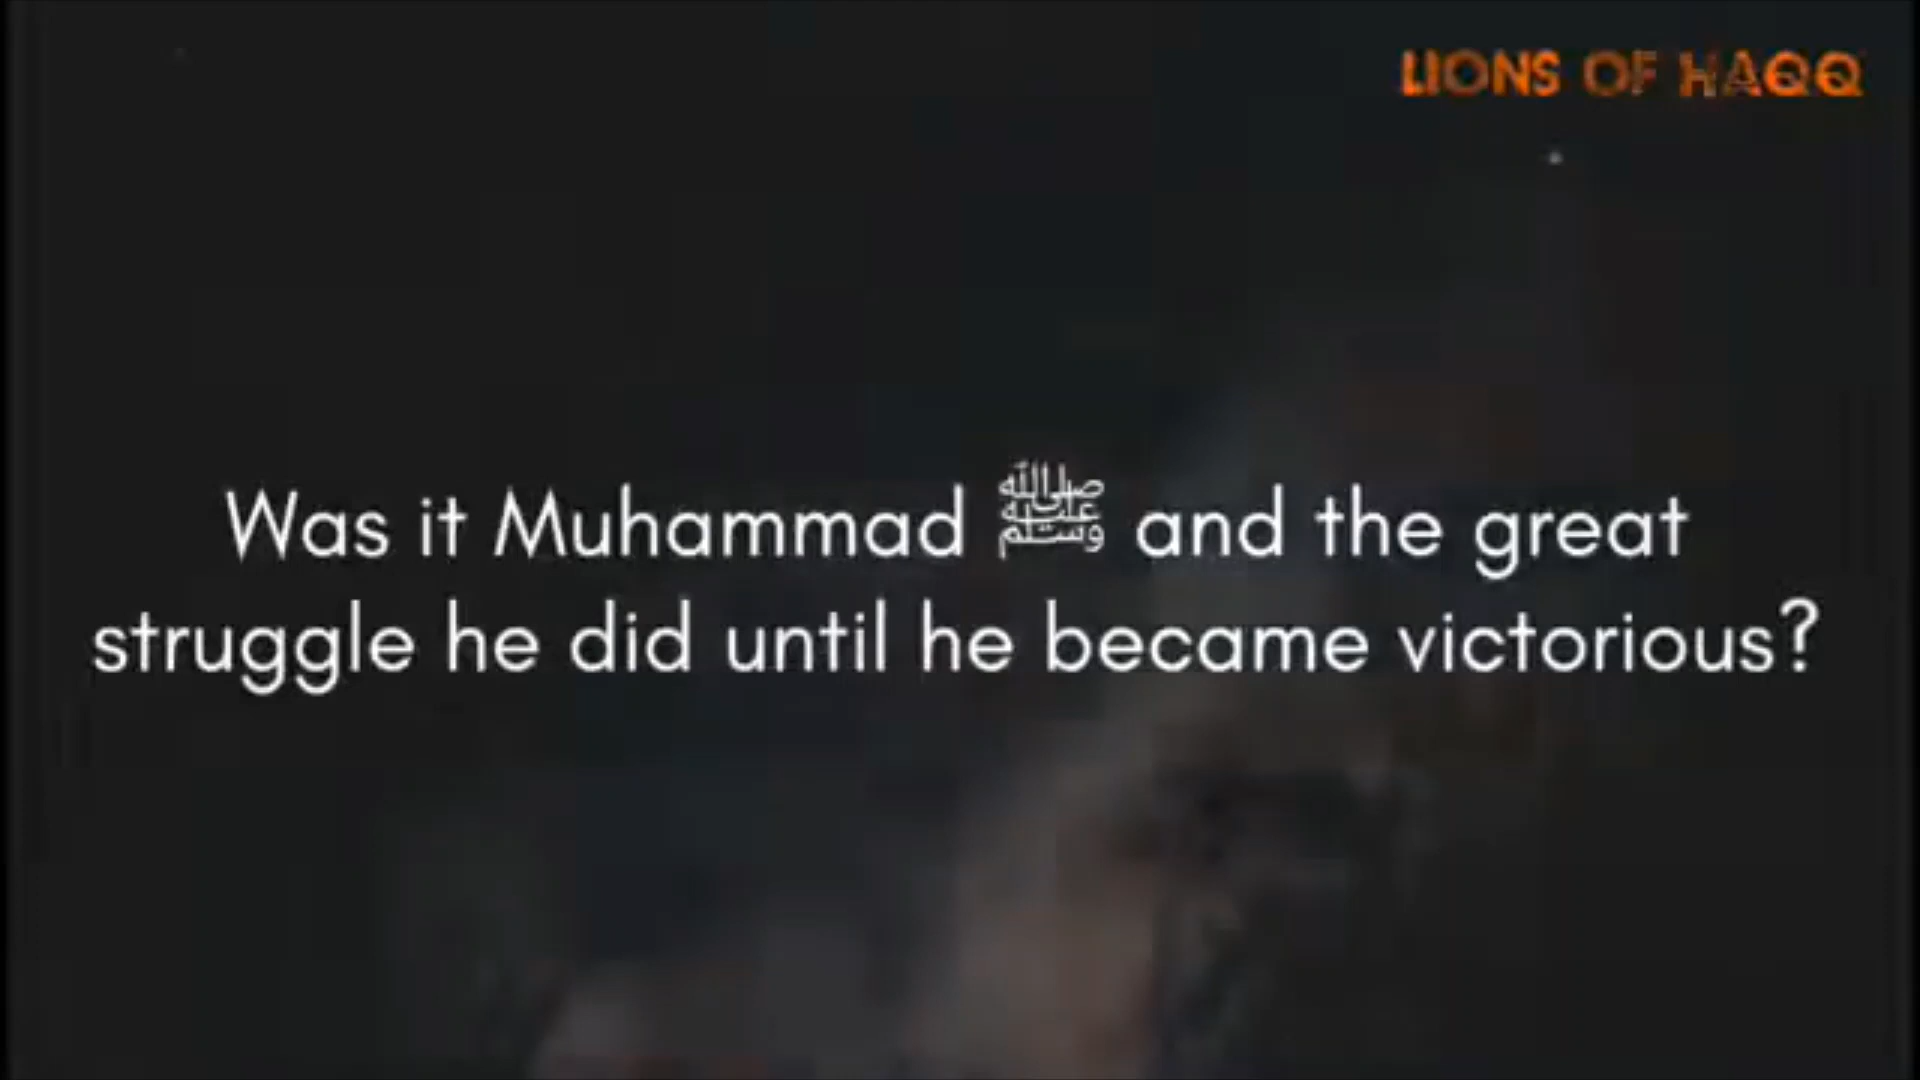 LIONS OF HAQQ
Was it Muhammad ﷺ and the great
struggle he did until he became victorious?